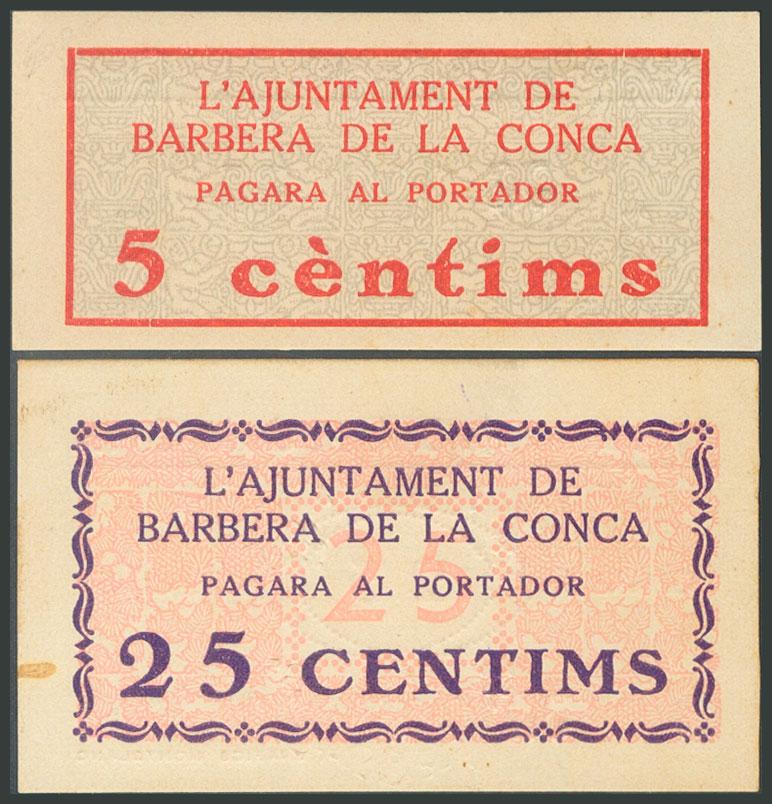 L'AJUNTAMENT DE
BARBERA DE LA CONCA
PAGARA AL PORTADOR
5 cèntims
L'AJUNTAMENT DE
BARBERA DE LA CONCA
25
PAGARA AL PORTADOR
25 CENTIMS